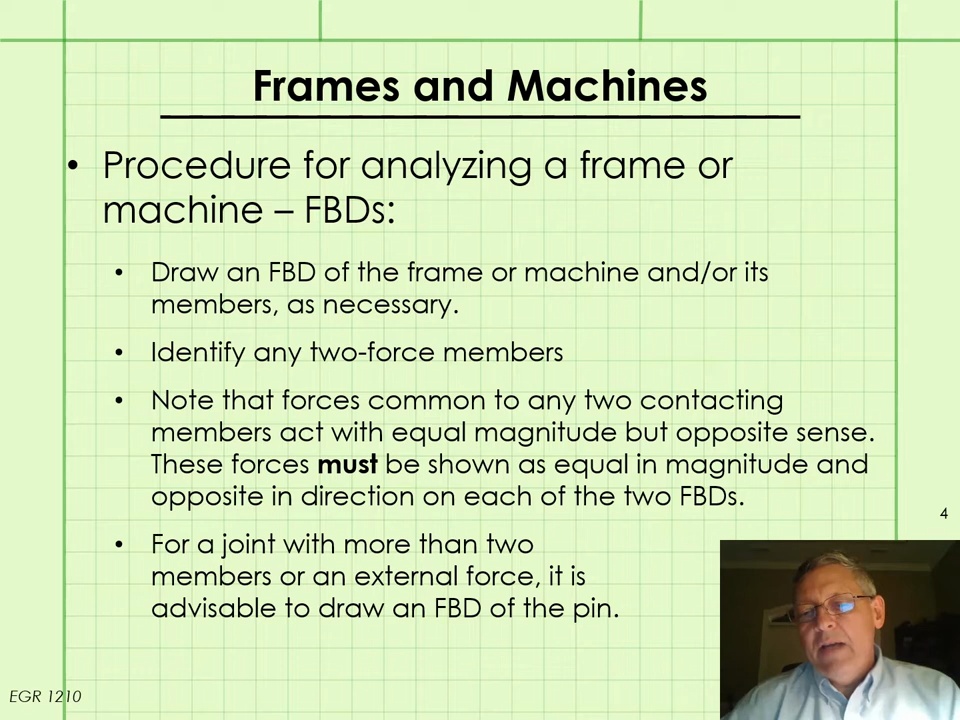 Frames and Machines
• Procedure for analyzing a frame or
machine – FBDs:
• Draw an FBD of the frame or machine and/or its
members, as necessary.
• Identify any two-force members
• Note that forces common to any two contacting
members act with equal magnitude but opposite sense.
These forces must be shown as equal in magnitude and
opposite in direction on each of the two FBDs.
4
• For a joint with more than two
members or an external force, it is
advisable to draw an FBD of the pin.
EGR 1210